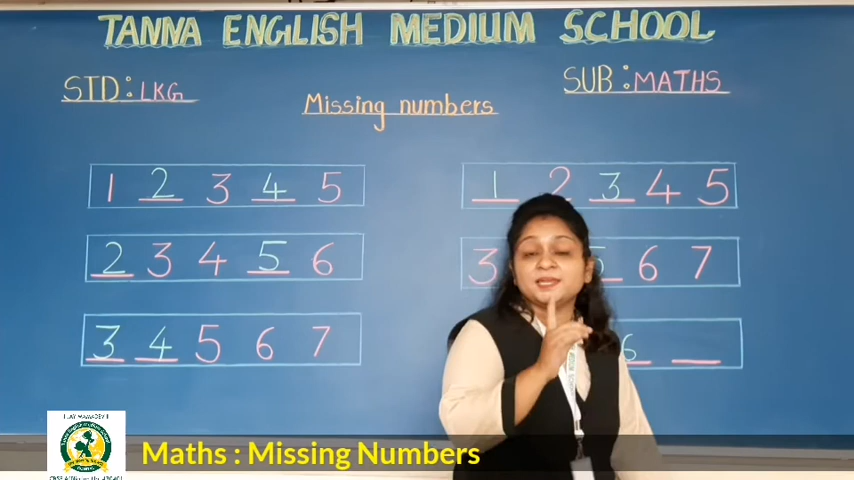 TANNA ENGLISH MEDIUM SCHOOL
STD: LKG
SUB: MATHS
Missing numbers
1 2 3 4 5
1 2 3 4 5
2 3 4 5 6
3 5 6 7
3 4 5 6 7
6
Maths : Missing Numbers